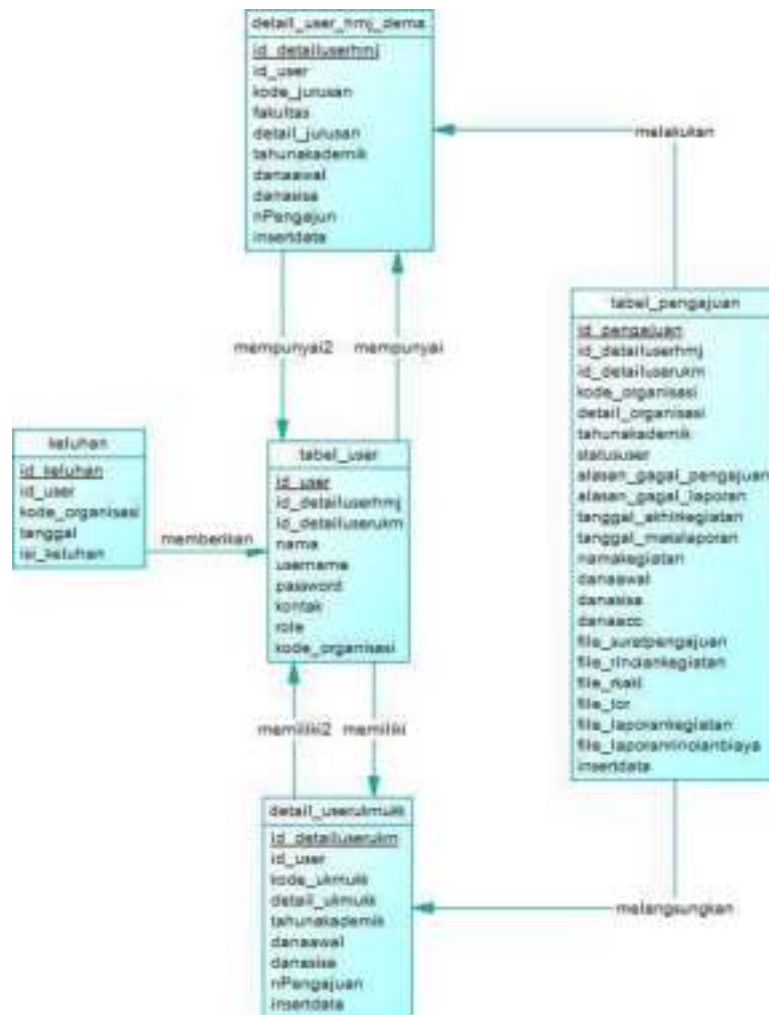 detail_user_hmj_dema
id_detailuserhmj
id_user
kode_jurusan
fakultas
detail_jurusan
tahunakademik
danaawal
danasisa
nPengajun
insertdata
melakukan
mempunyai2
mempunyai
tabel_pengajuan
id_pengajuan
id_detailuserhmj
id_detailuserukm
kode_organisasi
detail_organisasi
tahunakademik
statususer
alasan_gagal_pengajuan
alasan_gagal_laporan
tanggal_akhirkegiatan
tanggal_makslaporan
namakegiatan
danaawal
danasisa
danaacc
file_suratpengajuan
file_rinciankegiatan
file_rkakl
file_tor
file_laporankegiatan
file_laporanrincianbiaya
insertdata
keluhan
id_keluhan
id_user
kode_organisasi
tanggal
isi_keluhan
memberikan
tabel_user
id_user
id_detailuserhmj
id_detailuserukm
nama
username
password
kontak
role
kode_organisasi
memiliki2
memiliki
detail_userukmukk
id_detailuserukm
id_user
kode_ukmukk
detail_ukmukk
tahunakademik
danaawal
danasisa
nPengajuan
insertdata
melangsungkan